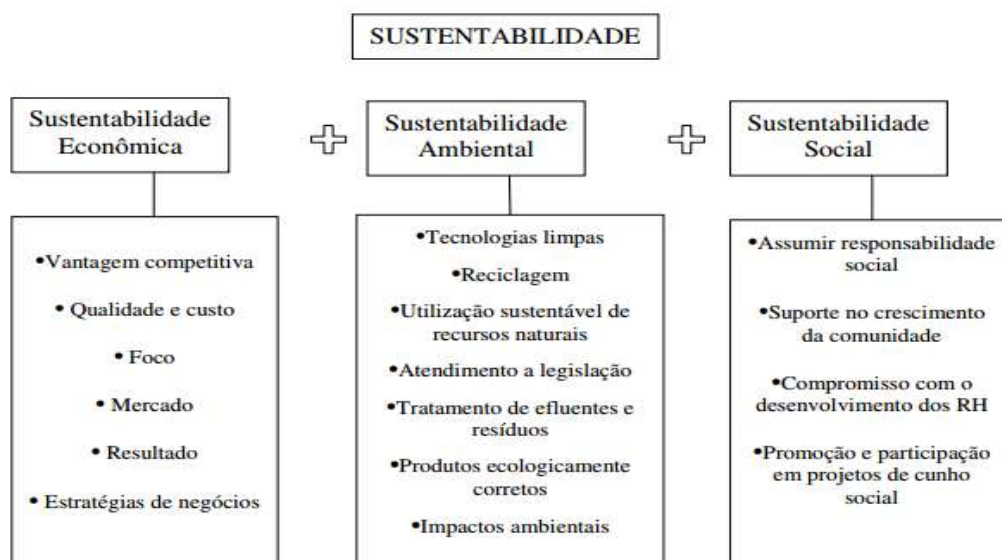 SUSTENTABILIDADE
Sustentabilidade
Econômica
Sustentabilidade
Ambiental
Sustentabilidade
Social
•Vantagem competitiva
• Qualidade e custo
• Foco
• Mercado
• Resultado
• Estratégias de negócios
•Tecnologias limpas
•Reciclagem
•Utilização sustentável de
recursos naturais
•Atendimento a legislação
•Tratamento de efluentes e
resíduos
•Produtos ecologicamente
corretos
•Impactos ambientais
•Assumir responsabilidade
social
•Suporte no crescimento
da comunidade
•Compromisso com o
desenvolvimento dos RH
•Promoção e participação
em projetos de cunho
social